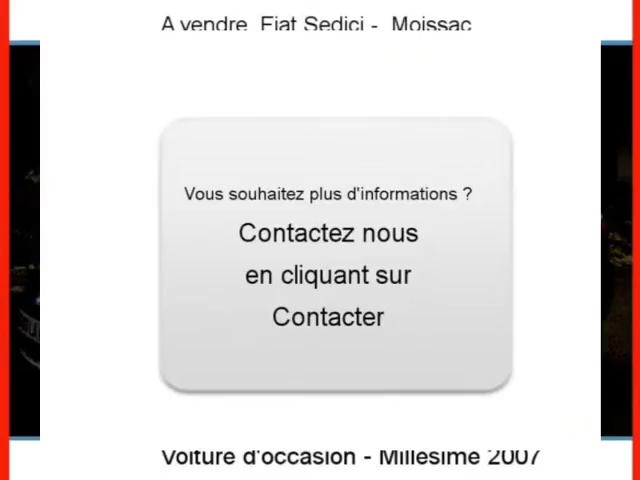 A vendre Fiat Sedici - Moissac
Vous souhaitez plus d'informations ?
Contactez nous
en cliquant sur
Contacter
Voiture d'occasion - Millesime 2007